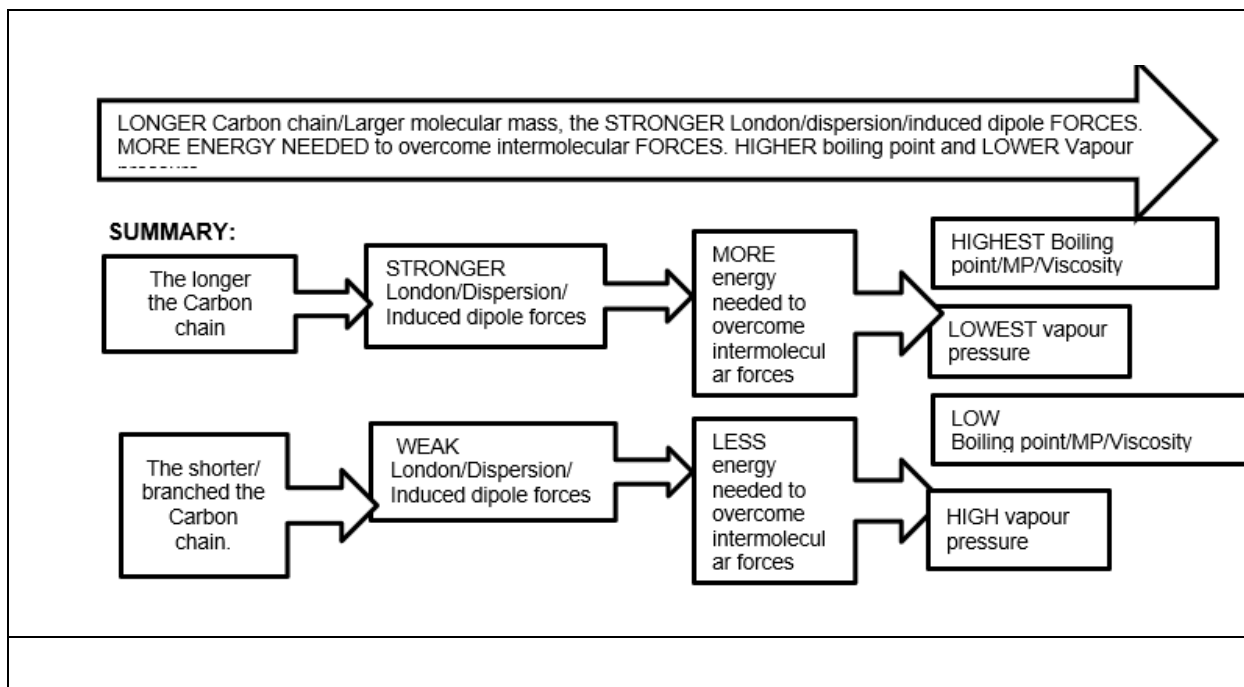 LONGER Carbon chain/Larger molecular mass, the STRONGER London/dispersion/induced dipole FORCES.
MORE ENERGY NEEDED to overcome intermolecular FORCES. HIGHER boiling point and LOWER Vapour
SUMMARY:
The longer
the Carbon
chain
STRONGER
London/Dispersion/
Induced dipole forces
MORE
energy
needed to
overcome
intermolecul
ar forces
HIGHEST Boiling
point/MP/Viscosity
LOWEST vapour
pressure
The shorter/
branched the
Carbon
chain.
WEAK
London/Dispersion/
Induced dipole forces
LESS
energy
needed to
overcome
intermolecul
ar forces
LOW
Boiling point/MP/Viscosity
HIGH vapour
pressure